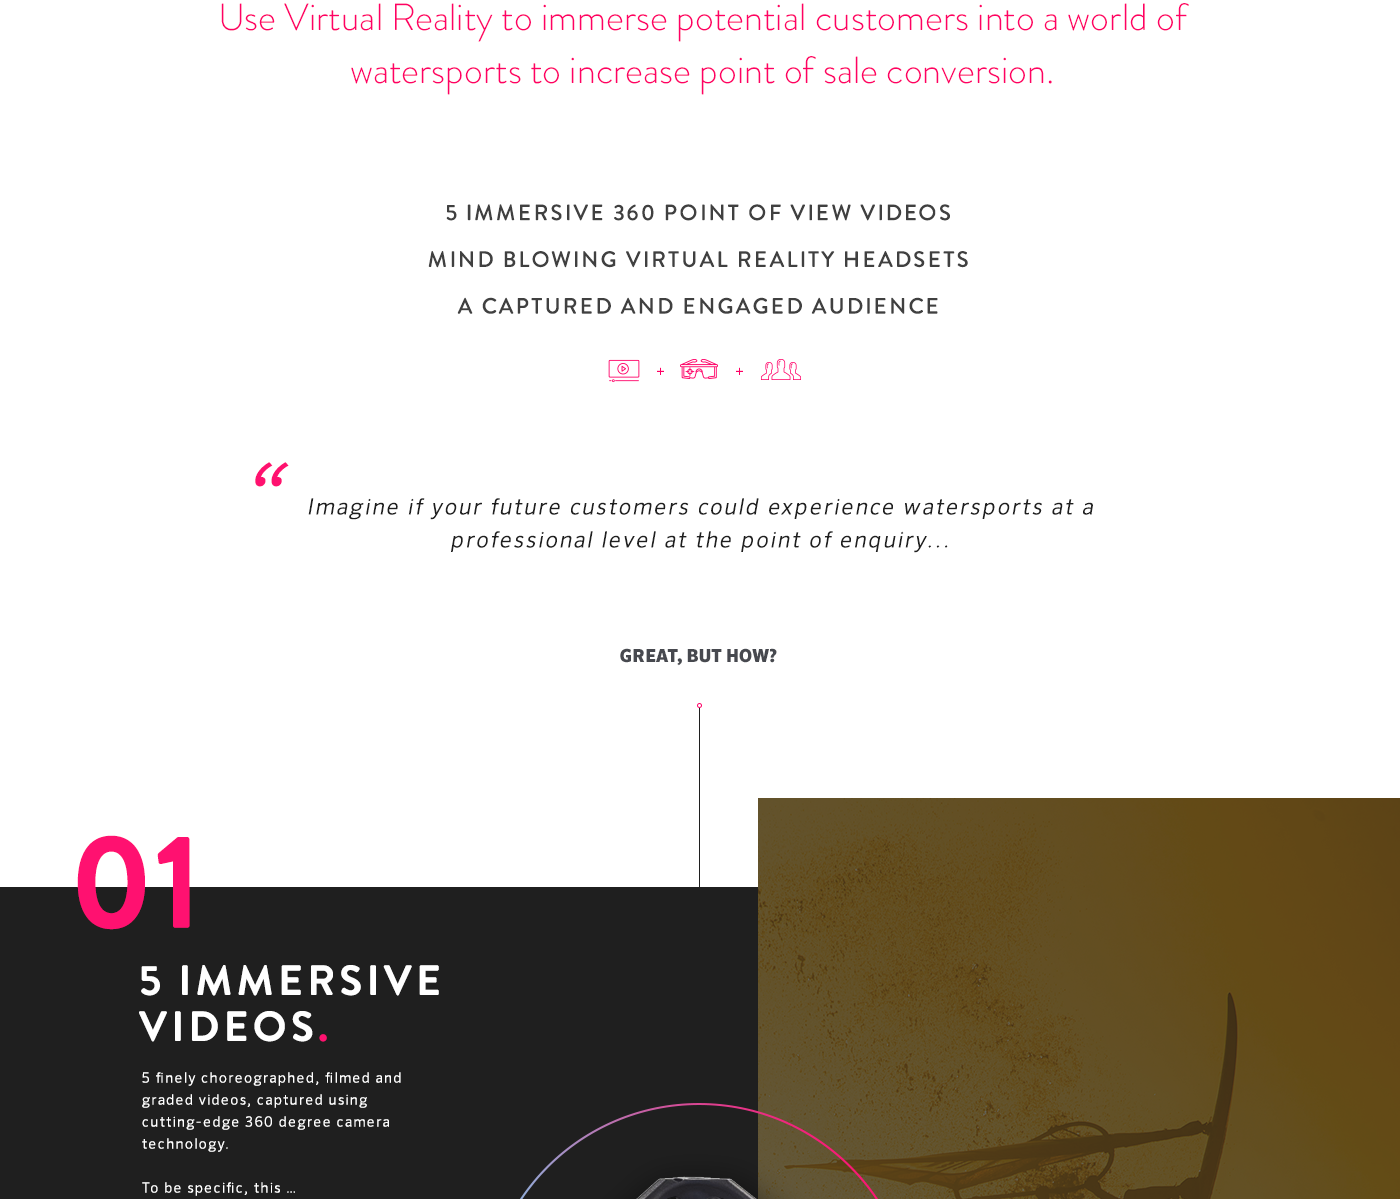 Use Virtual Reality to immerse potential customers into a world of
watersports to increase point of sale conversion.
5 IMMERSIVE 360 POINT OF VIEW VIDEOS
MIND BLOWING VIRTUAL REALITY HEADSETS
A CAPTURED AND ENGAGED AUDIENCE
+ +
“
Imagine if your future customers could experience watersports at a
professional level at the point of enquiry...
GREAT, BUT HOW?
01
5 IMMERSIVE
VIDEOS.
5 finely choreographed, filmed and
graded videos, captured using
cutting-edge 360 degree camera
technology.
To be specific, this ...